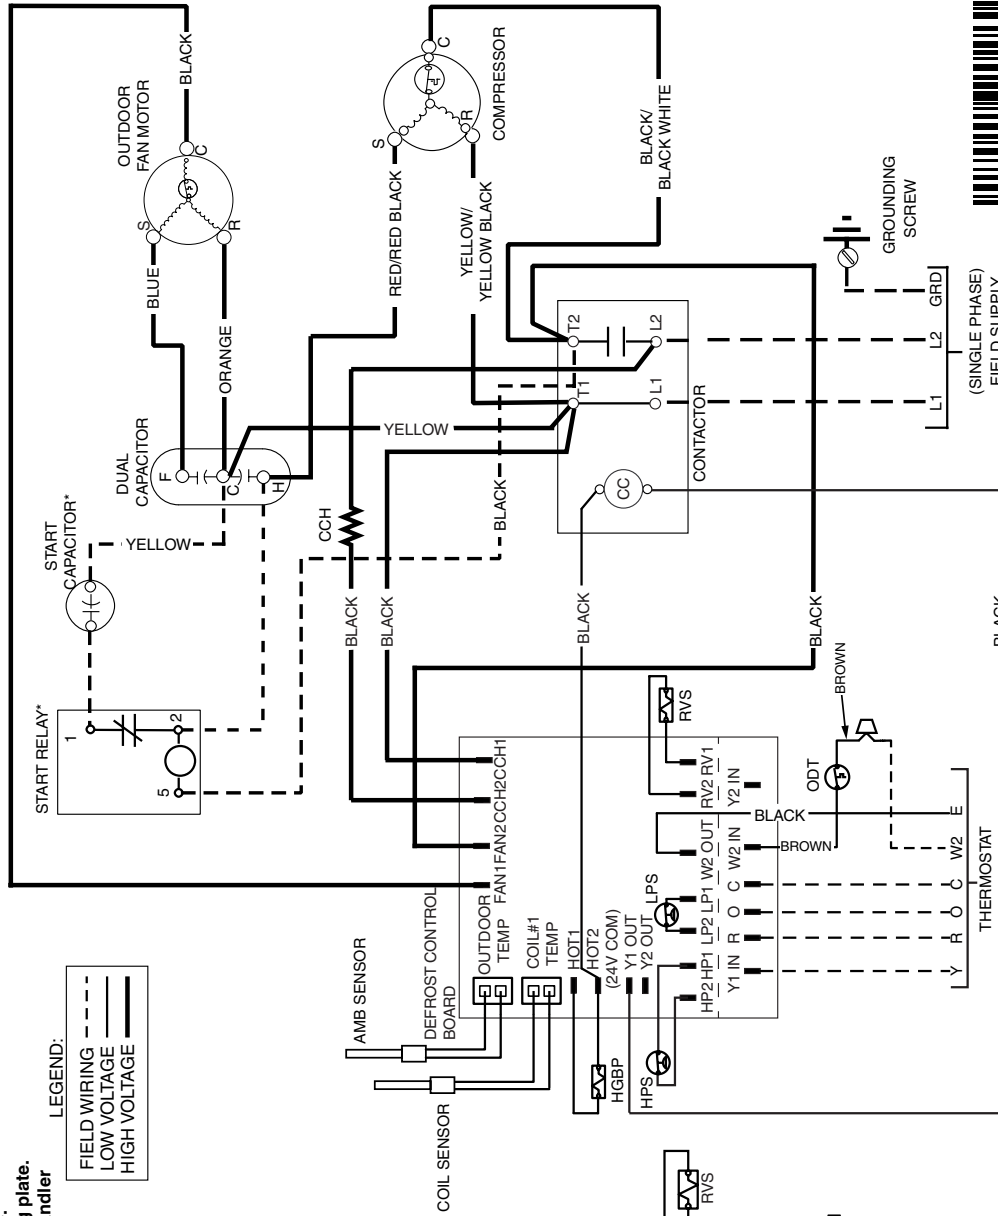 g plate.
ndler
LEGEND:
FIELD WIRING
LOW VOLTAGE
HIGH VOLTAGE
START RELAY*
1
2
5
START
CAPACITOR*
YELLOW
DUAL
CAPACITOR
F
C
H
BLUE
ORANGE
OUTDOOR
FAN MOTOR
S
R
C
BLACK
COMPRESSOR
S
R
C
RED/RED BLACK
YELLOW/
YELLOW BLACK
BLACK/
BLACK WHITE
YELLOW
CCH
BLACK
BLACK
BLACK
BLACK
BLACK
CONTACTOR
T1
T2
L1
L2
CC
GROUNDING
SCREW
L1
L2
GRD
(SINGLE PHASE)
FIELD SUPPLY
AMB SENSOR
COIL SENSOR
DEFROST CONTROL
BOARD
OUTDOOR
TEMP
COIL#1
TEMP
FAN1
FAN2
CCH2
CCH1
HOT1
HOT2
(24V COM)
Y1 OUT
Y2 OUT
HP2
HP1
LP2
LP1
W2 OUT
RV2
RV1
Y1 IN
R
O
C
W2 IN
Y2 IN
HGBP
HPS
LPS
RVS
RVS
BLACK
BROWN
BROWN
ODT
Y
R
O
C
W2
E
THERMOSTAT
BLACK